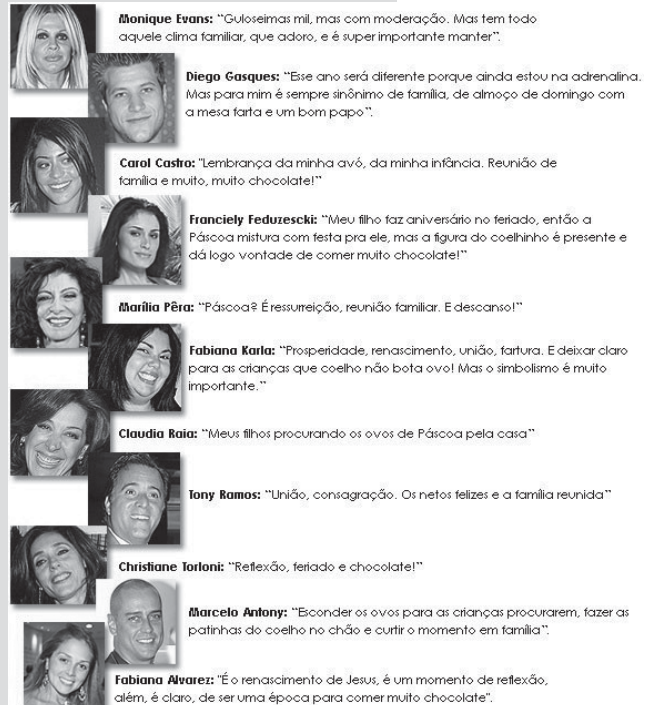 Monique Evans: “Guloseimas mil, mas com moderação. Mas tem todo
aquele clima familiar, que adoro, e é super importante manter”.
Diego Gasques: “Esse ano será diferente porque ainda estou na adrenalina.
Mas para mim é sempre sinônimo de família, de almoço de domingo com
a mesa farta e um bom papo”.
Carol Castro: “Lembrança da minha avó, da minha infância. Reunião de
família e muito, muito chocolate!”
Franciely Feduzescki: “Meu filho faz aniversário no feriado, então a
Páscoa mistura com festa pra ele, mas a figura do coelhinho é presente e
dá logo vontade de comer muito chocolate!”
Marília Pêra: “Páscoa? É ressurreição, reunião familiar. E descanso!”
Fabiana Karla: “Prosperidade, renascimento, união, fartura. E deixar claro
para as crianças que coelho não bota ovo! Mas o simbolismo é muito
importante.”
Claudia Raia: “Meus filhos procurando os ovos de Páscoa pela casa”
Tony Ramos: “União, consagração. Os netos felizes e a família reunida”
Christiane Torloni: “Reflexão, feriado e chocolate!”
Marcelo Antony: “Esconder os ovos para as crianças procurarem, fazer as
patinhas do coelho no chão e curtir o momento em família”.
Fabiana Alvarez: “É o renascimento de Jesus, é um momento de reflexão,
além, é claro, de ser uma época para comer muito chocolate”.